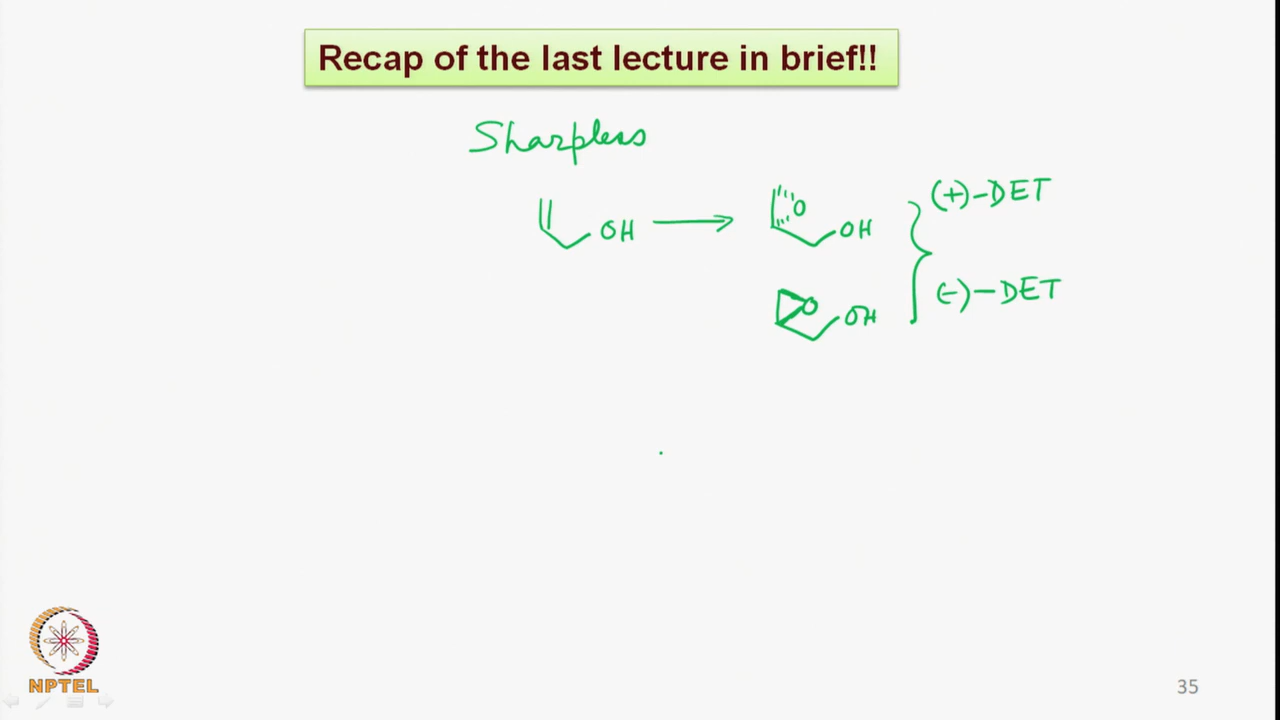 Recap of the last lecture in brief!!
Sharpless
OH
O
OH
(+)-DET
O
OH
(-)-DET
NPTEL
35